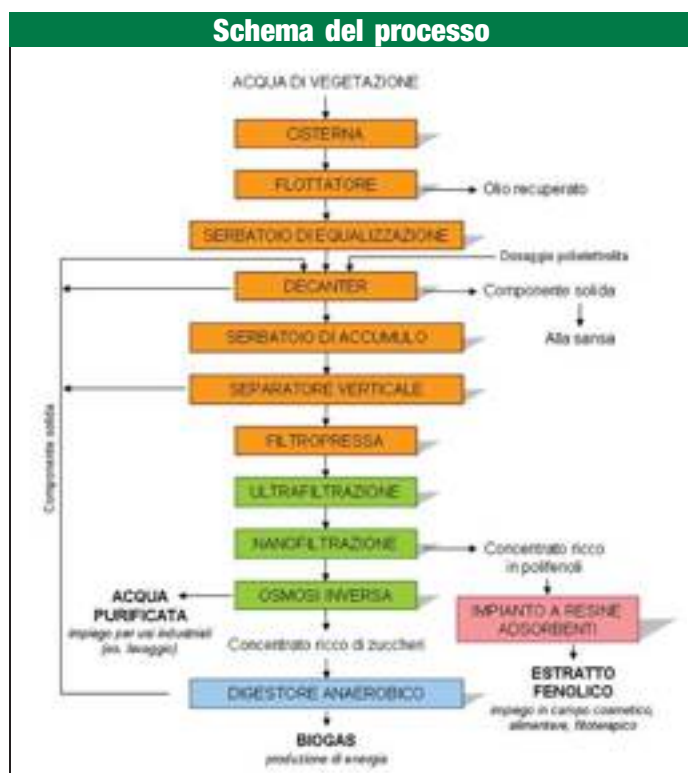 Schema del processo
ACQUA DI VEGETAZIONE
CISTERNA
FLOTTATORE
Olio recuperato
SERBATOIO DI EQUALIZZAZIONE
Dosaggio polielettrolita
DECANTER
Componente solida
SERBATOIO DI ACCUMULO
Alla sansa
SEPARATORE VERTICALE
FILTROPRESSA
Componente solida
ULTRAFILTRAZIONE
NANOFILTRAZIONE
Concentrato ricco
in polifenoli
OSMOSI INVERSA
ACQUA
PURIFICATA
impiego per usi industriali
(es. lavaggio)
IMPIANTO A RESINE
ADSORBENTI
Concentrato ricco di zuccheri
ESTRATTO
FENOLICO
impiego in campo cosmetico,
alimentare, fitoterapico
DIGESTORE ANAEROBICO
BIOGAS
produzione di energia